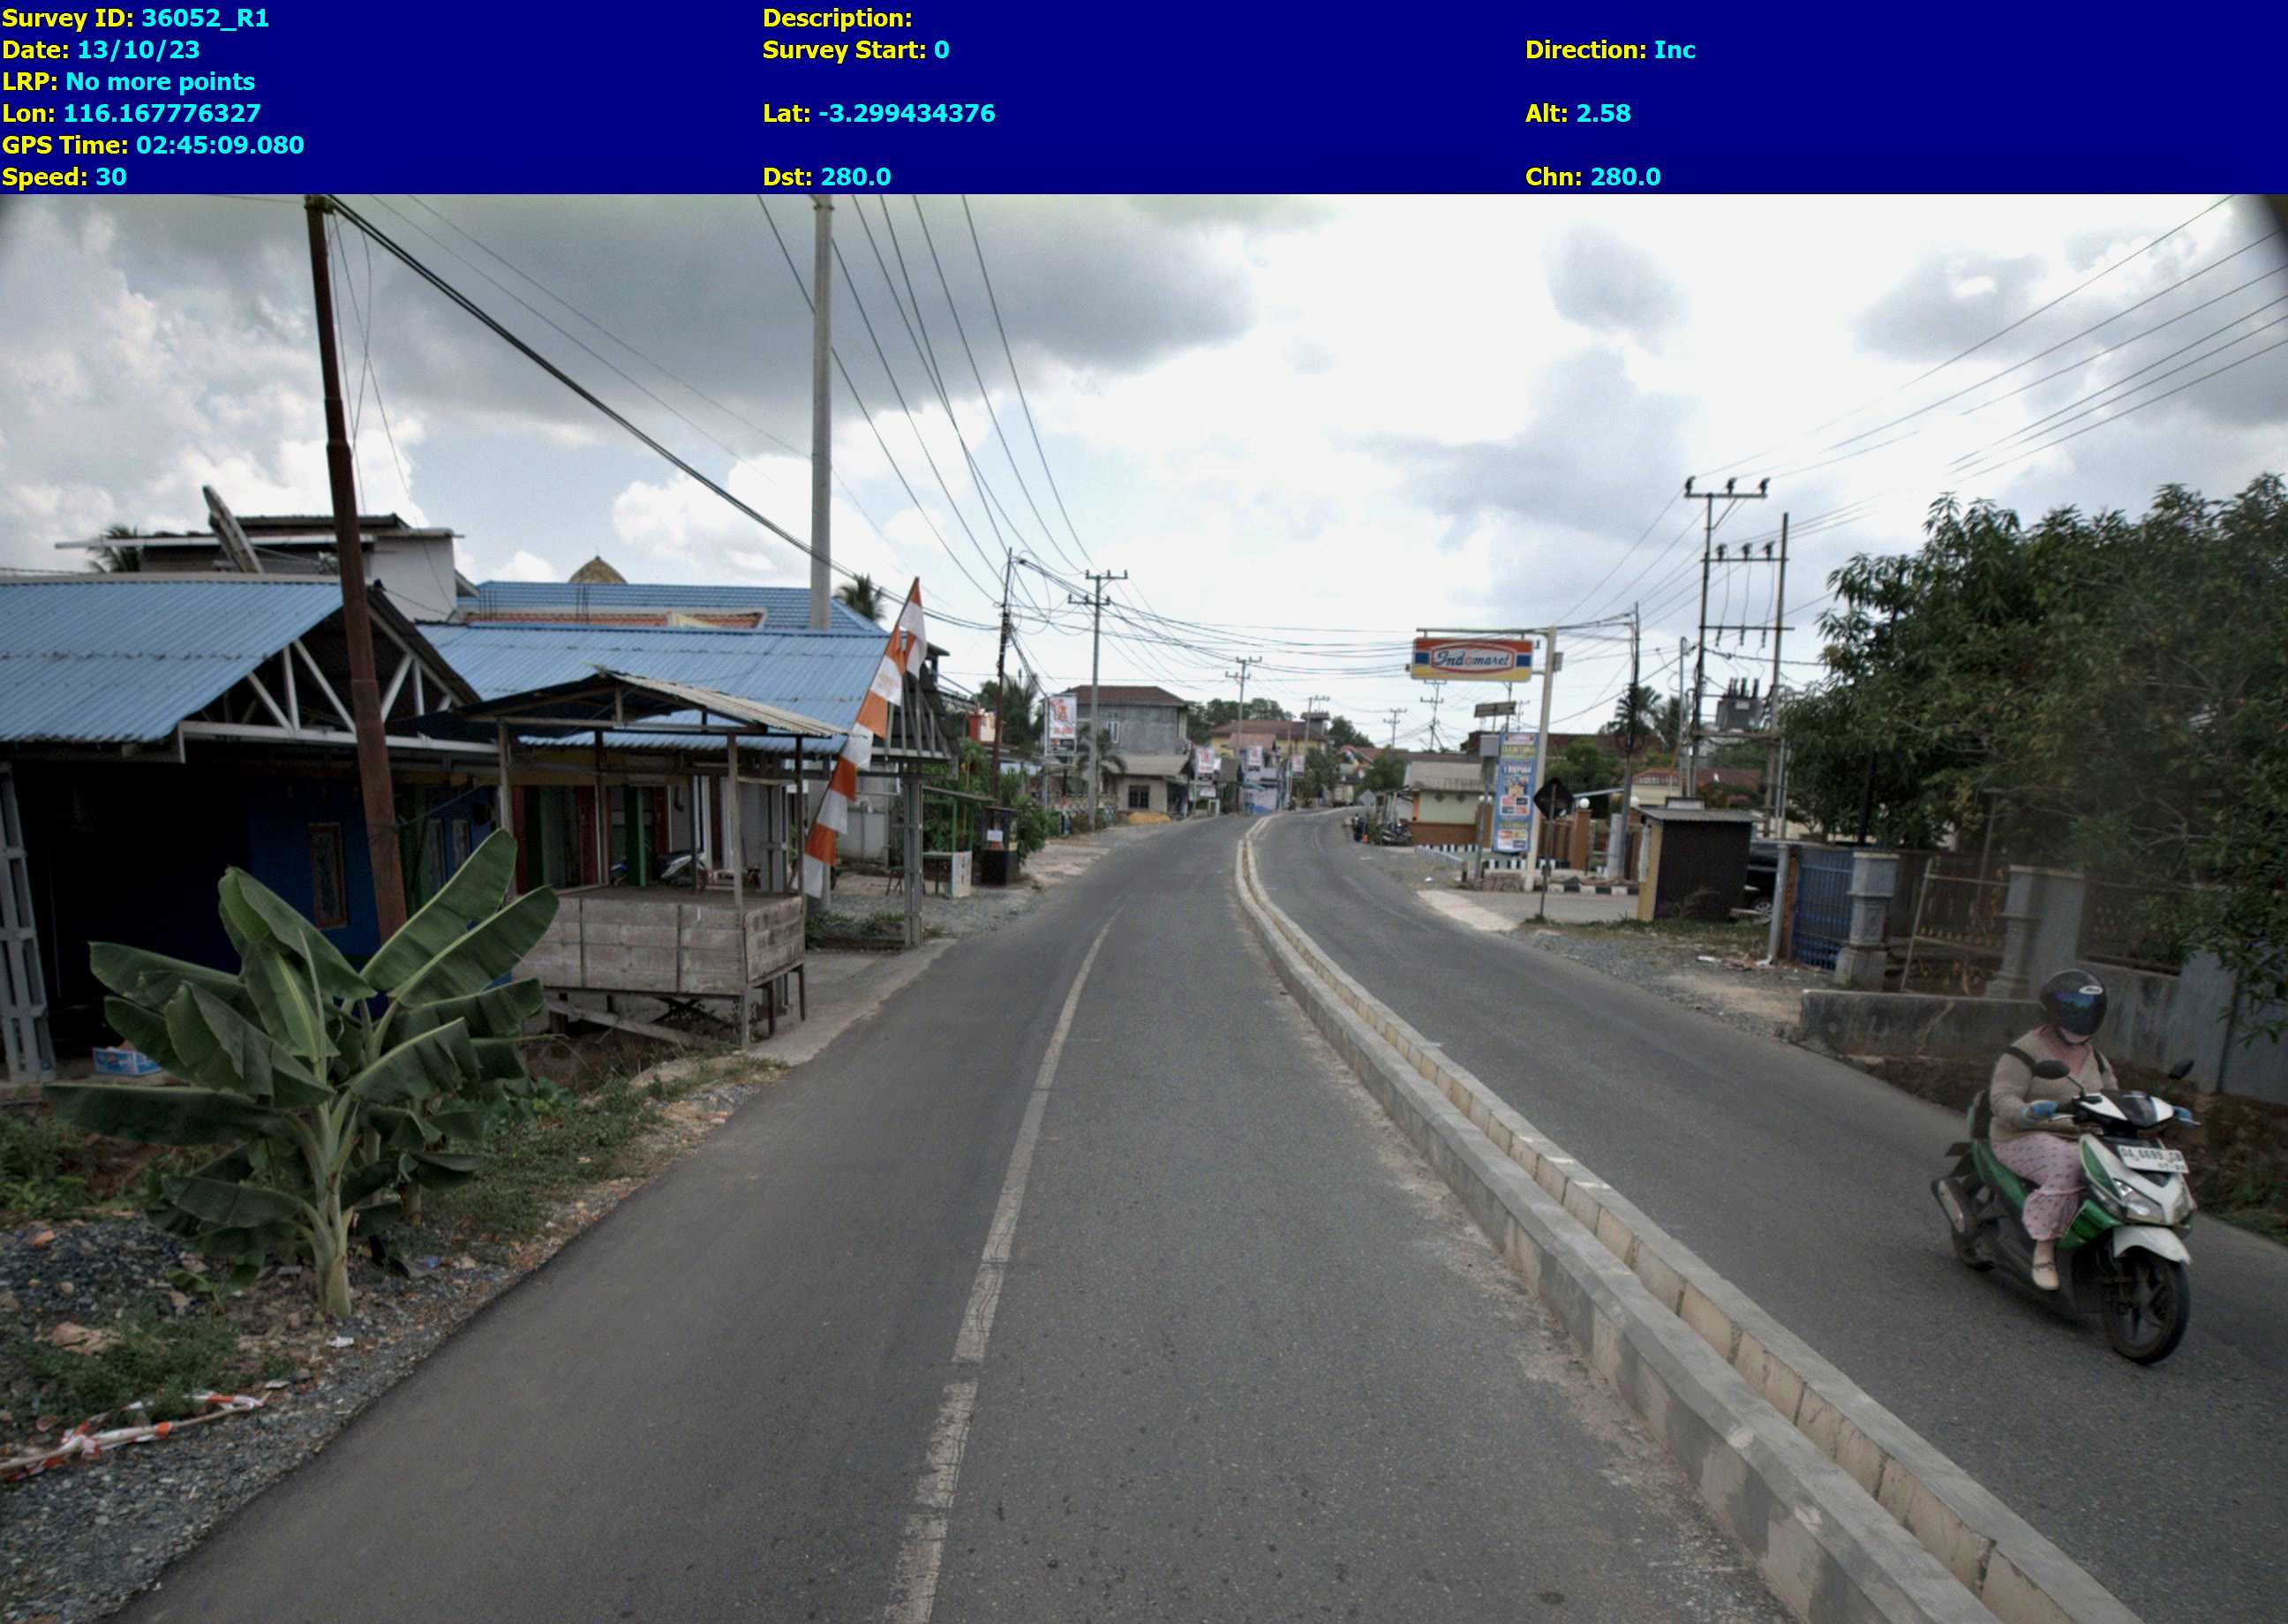 Survey ID: 36052_R1
Description:
Date: 13/10/23
Survey Start: 0
Direction: Inc
LRP: No more points
Lon: 116.167776327
Lat: -3.299434376
Alt: 2.58
GPS Time: 02:45:09.080
Speed: 30
Dst: 280.0
Chn: 280.0
Indomaret